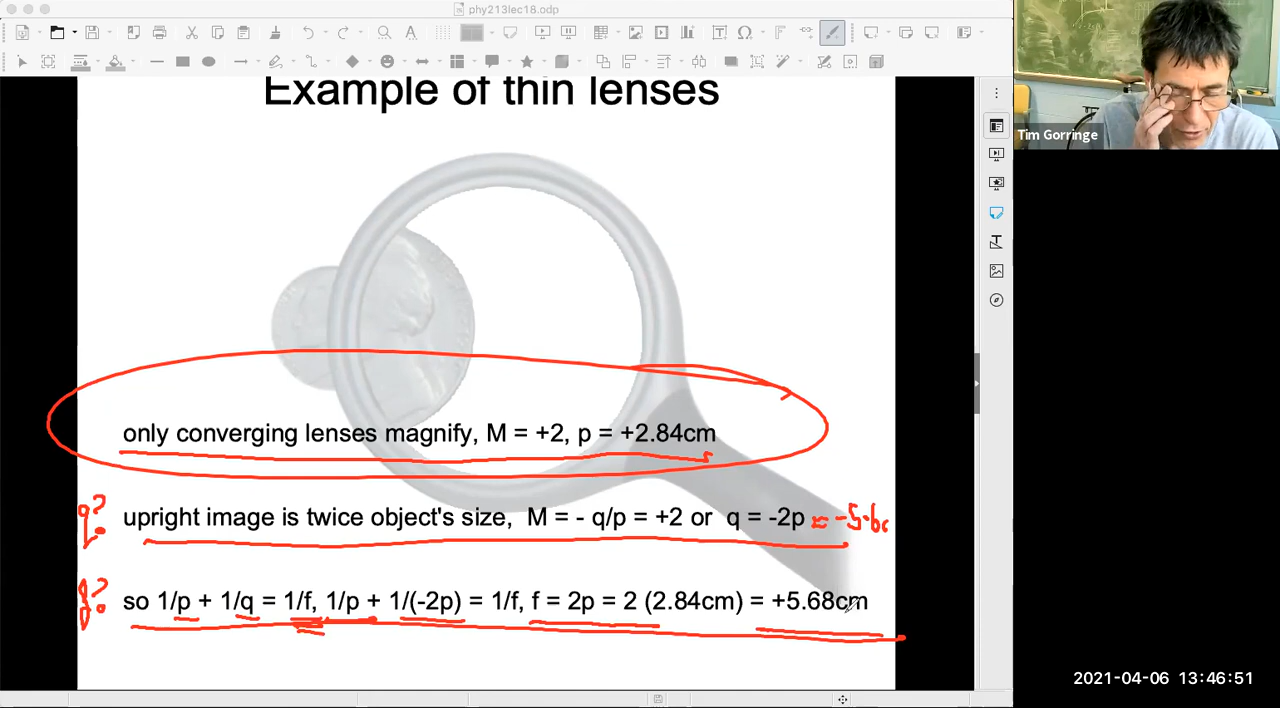 phy213lec18.odp
Example of thin lenses
Tim Gorringe
only converging lenses magnify, M = +2, p = +2.84cm
q?
upright image is twice object's size, M = - q/p = +2 or q = -2p
so 1/p + 1/q = 1/f, 1/p + 1/(-2p) = 1/f, f = 2p = 2 (2.84cm) = +5.68cm
2021-04-06 13:46:51